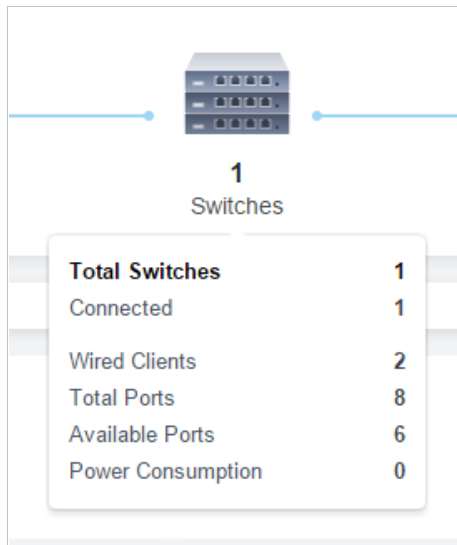 1
Switches
Total Switches 1
Connected 1
Wired Clients 2
Total Ports 8
Available Ports 6
Power Consumption 0